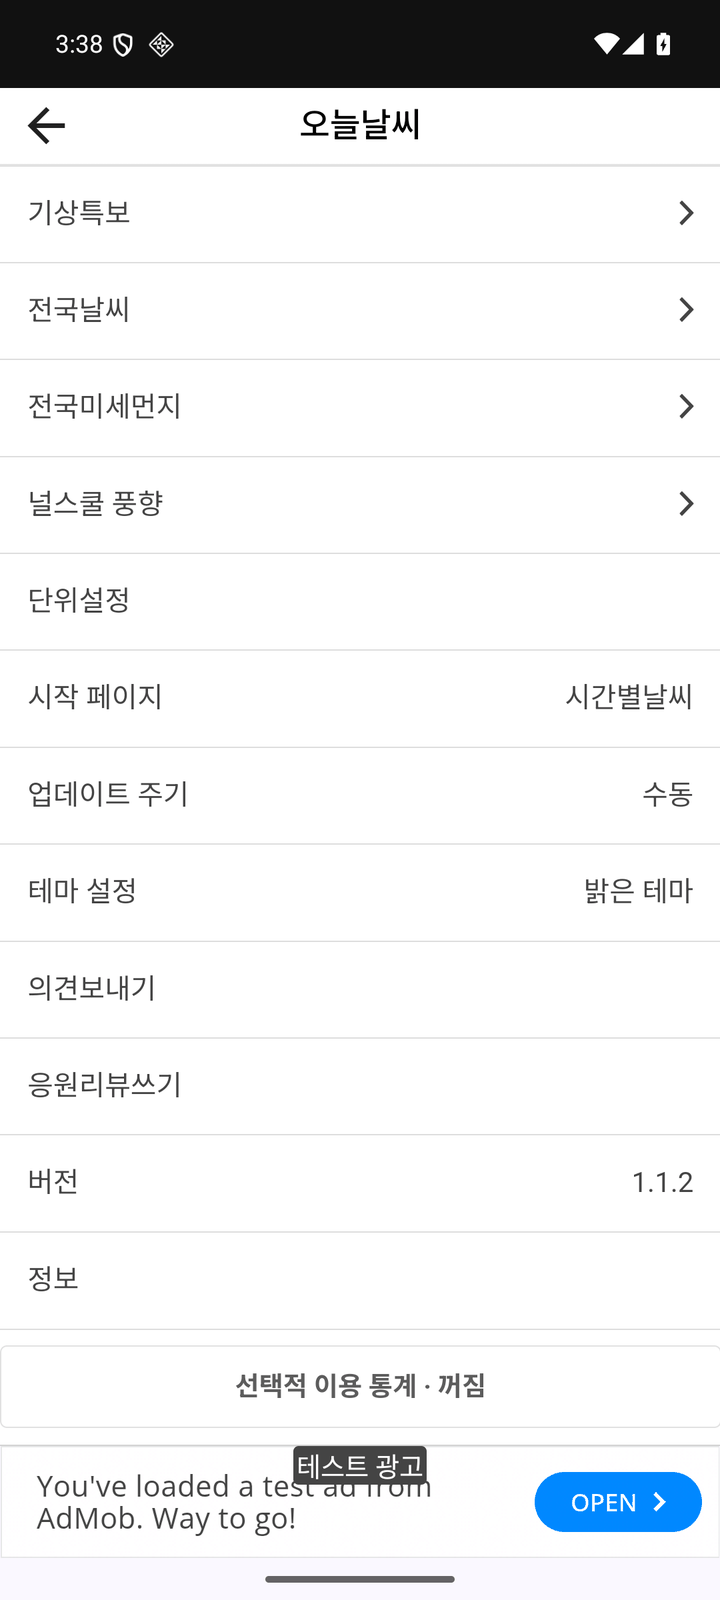 3:38
오늘날씨
기상특보
전국날씨
전국미세먼지
널스쿨 풍향
단위설정
시작 페이지 시간별날씨
업데이트 주기 수동
테마 설정 밝은 테마
의견보내기
응원리뷰쓰기
버전 1.1.2
정보
선택적 이용 통계 · 꺼짐
테스트 광고
You've loaded a test ad from
AdMob. Way to go!
OPEN